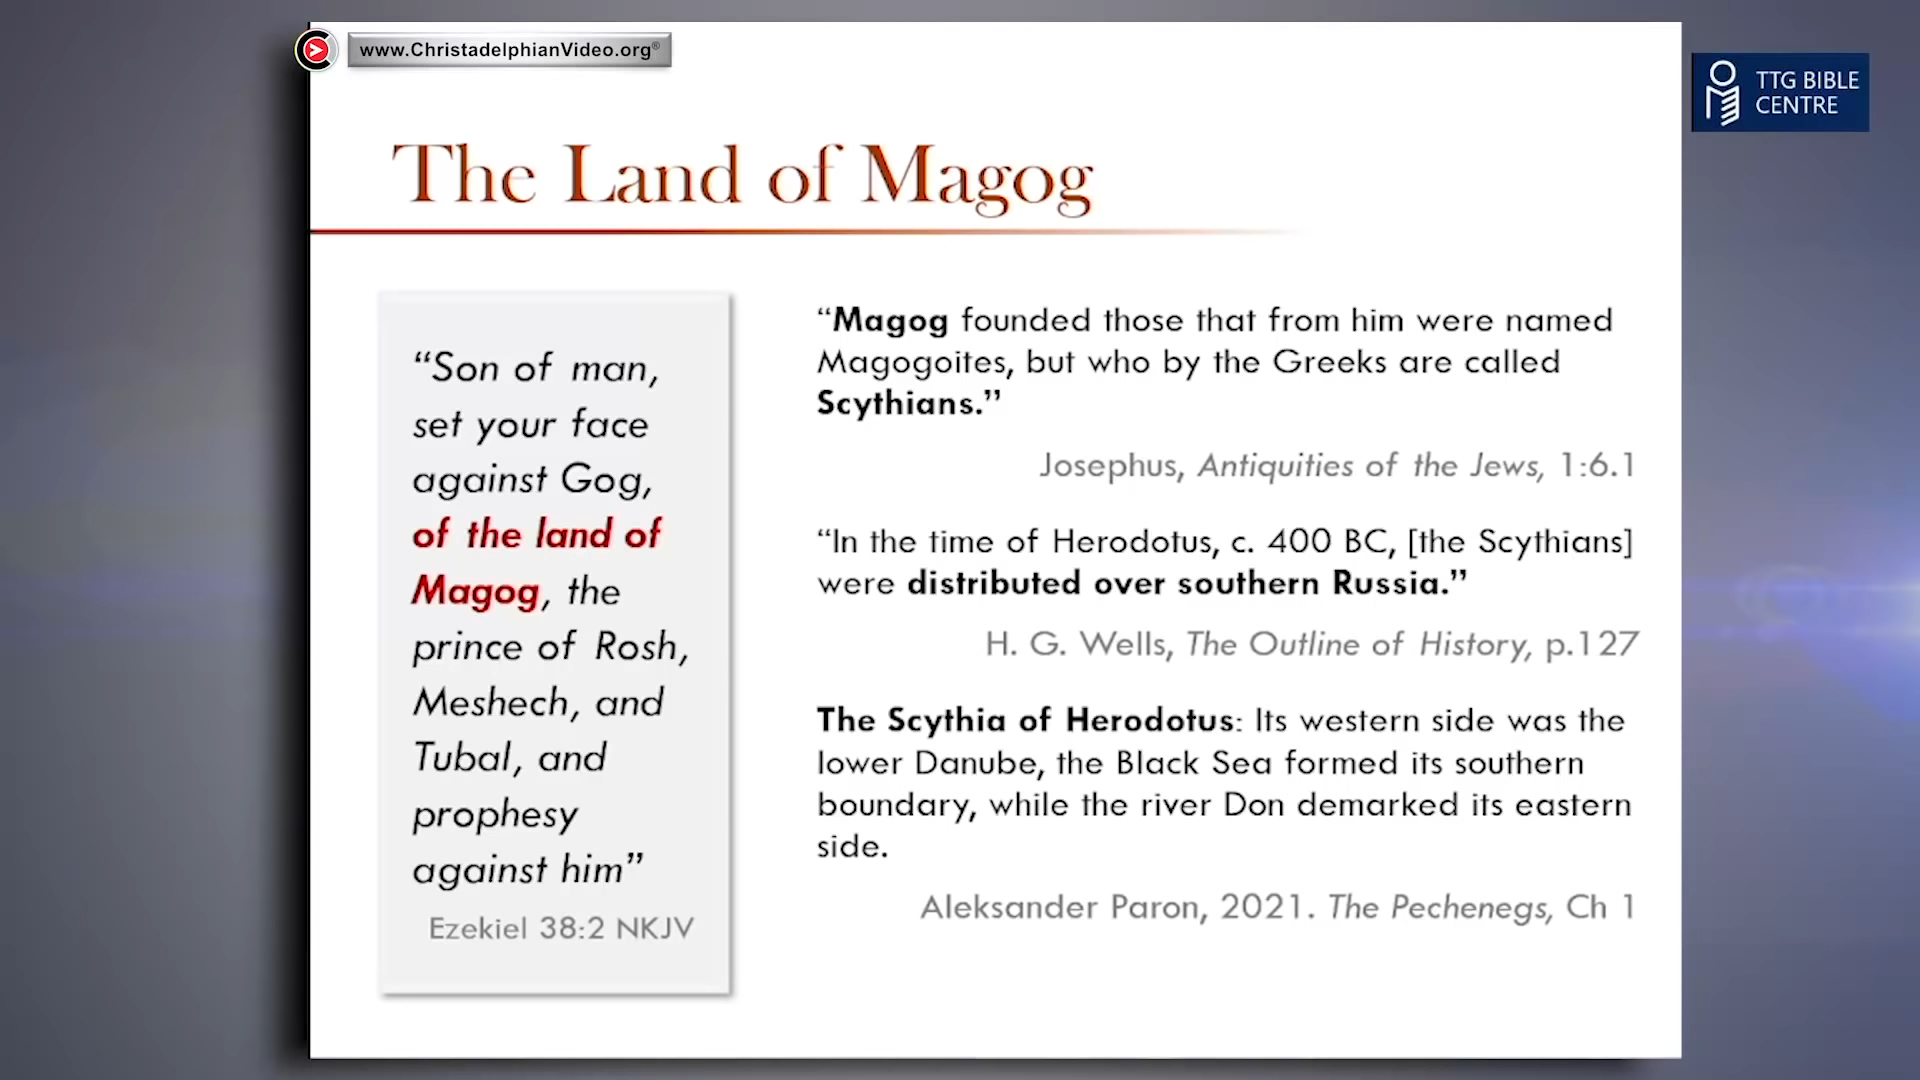 www.ChristadelphianVideo.org®
TTG BIBLE
CENTRE
The Land of Magog
“Son of man,
set your face
against Gog,
of the land of
Magog, the
prince of Rosh,
Meshech, and
Tubal, and
prophesy
against him”
Ezekiel 38:2 NKJV
“Magog founded those that from him were named
Magogoites, but who by the Greeks are called
Scythians.”
Josephus, Antiquities of the Jews, 1:6.1
“In the time of Herodotus, c. 400 BC, [the Scythians]
were distributed over southern Russia.”
H. G. Wells, The Outline of History, p.127
The Scythia of Herodotus: Its western side was the
lower Danube, the Black Sea formed its southern
boundary, while the river Don demarked its eastern
side.
Aleksander Paron, 2021. The Pechenegs, Ch 1